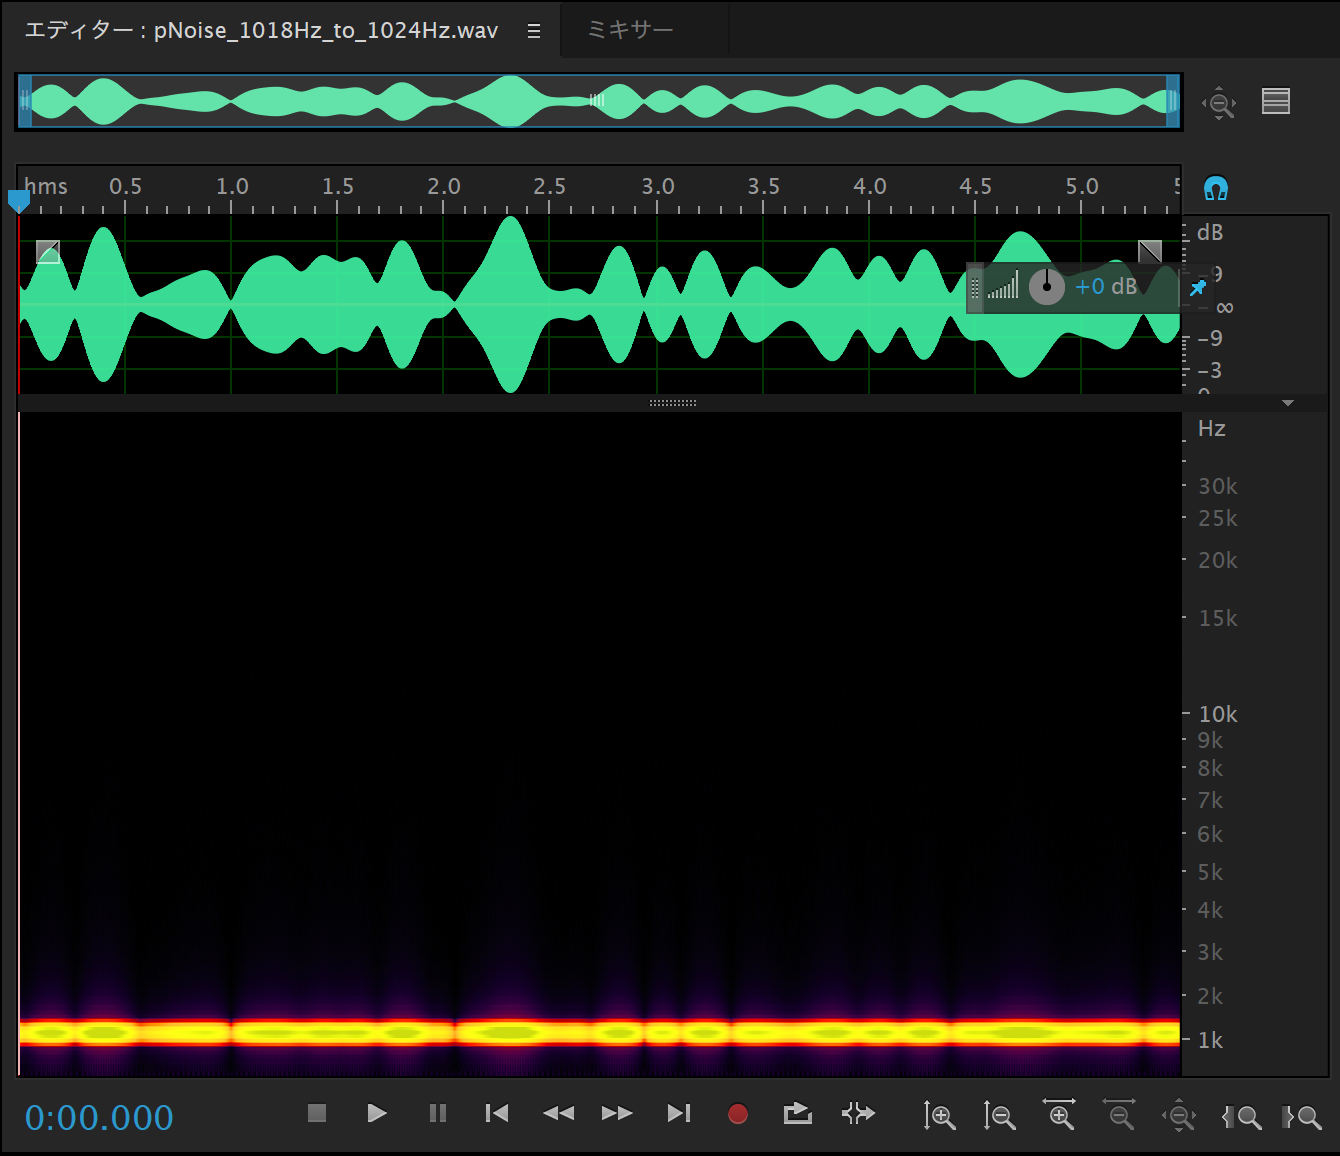 エディター : pNoise_1018Hz_to_1024Hz.wav ミキサー
hms 0.5 1.0 1.5 2.0 2.5 3.0 3.5 4.0 4.5 5.0
dB
-9
+0 dB
-∞
-9
-3
Hz
30k
25k
20k
15k
10k
9k
8k
7k
6k
5k
4k
3k
2k
1k
0:00.000